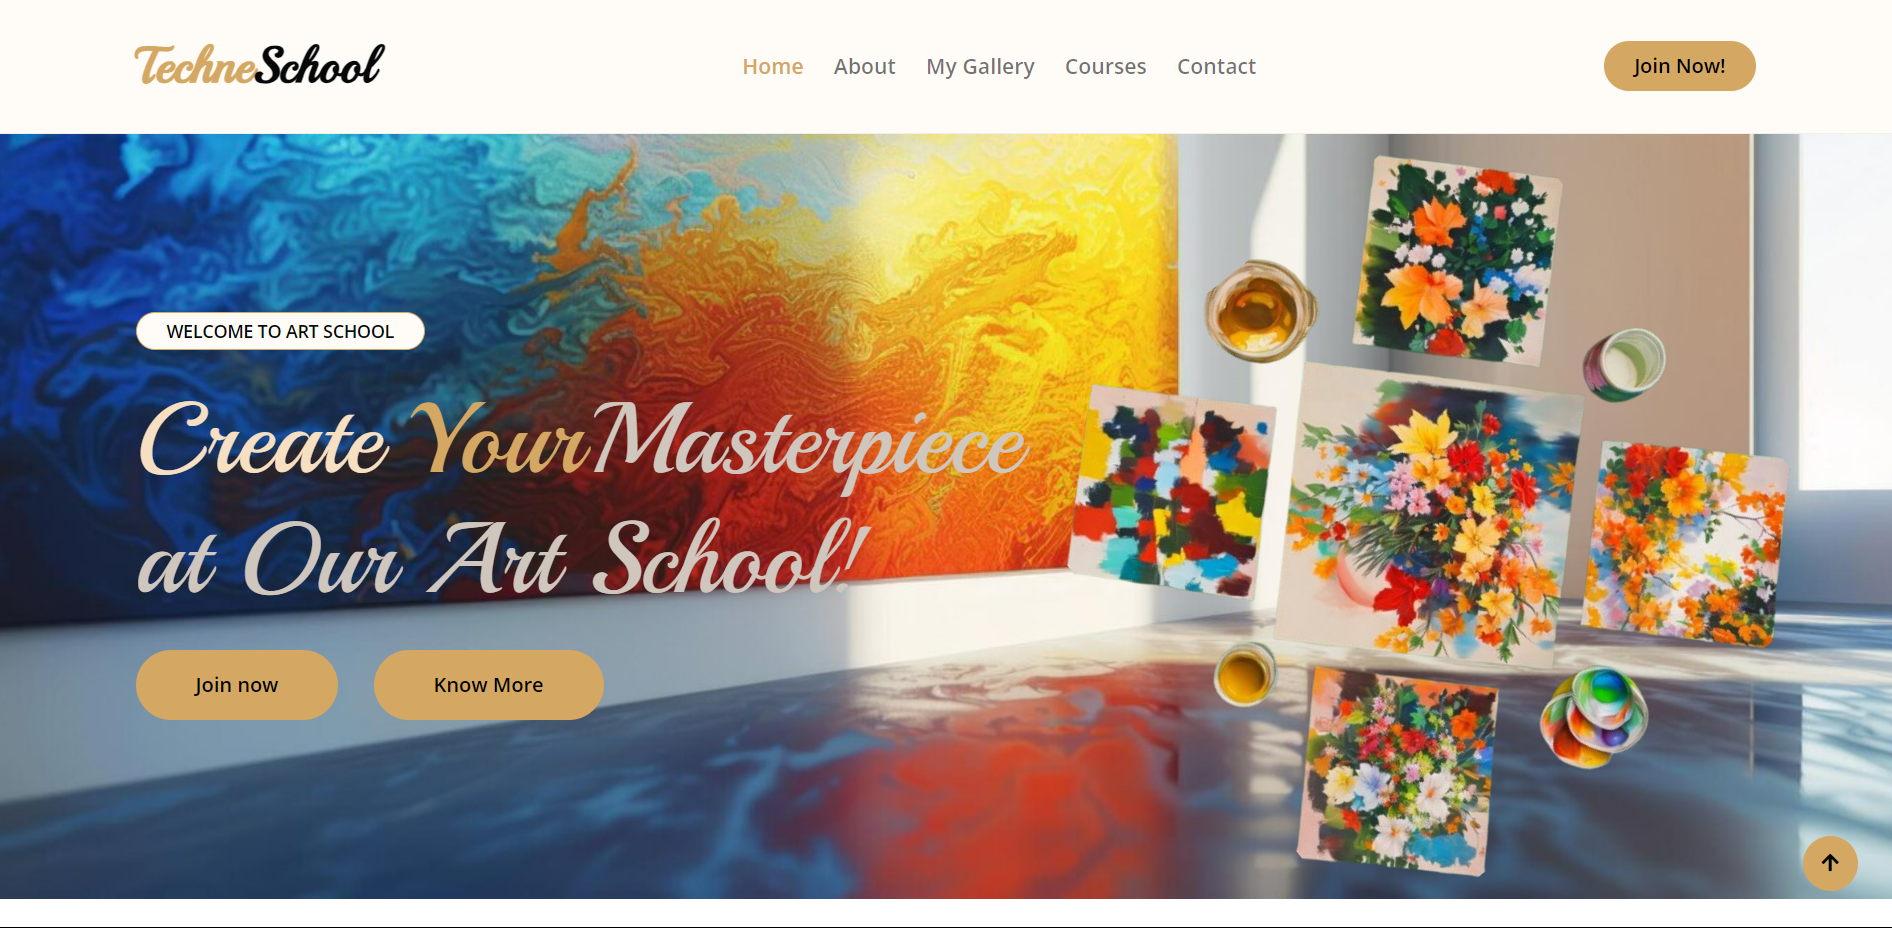 TechneSchool
Home About My Gallery Courses Contact
Join Now!
WELCOME TO ART SCHOOL
Create Your Masterpiece
at Our Art School!
Join now Know More